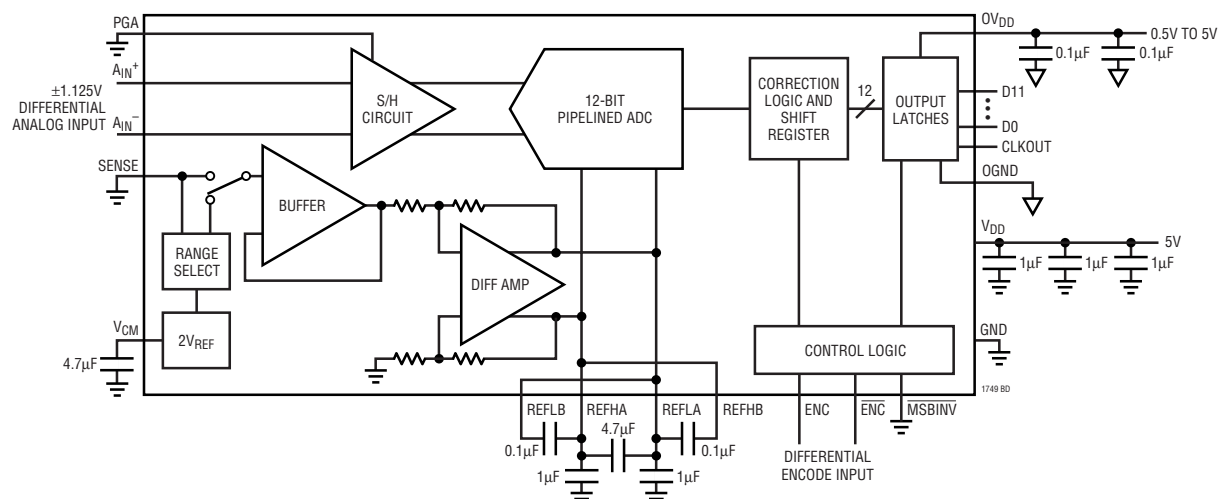 PGA
OVDD
0.5V TO 5V
0.1µF
0.1µF
AIN+
±1.125V
DIFFERENTIAL
ANALOG INPUT
AIN–
S/H
CIRCUIT
12-BIT
PIPELINED ADC
CORRECTION
LOGIC AND
SHIFT
REGISTER
12
OUTPUT
LATCHES
D11
D0
CLKOUT
OGND
SENSE
BUFFER
RANGE
SELECT
DIFF AMP
VDD
5V
1µF
1µF
1µF
VCM
2VREF
4.7µF
CONTROL LOGIC
GND
1749 BD
REFLB
REFHA
REFLA
REFHB
ENC
ENC
MSBINV
4.7µF
0.1µF
0.1µF
1µF
1µF
DIFFERENTIAL
ENCODE INPUT